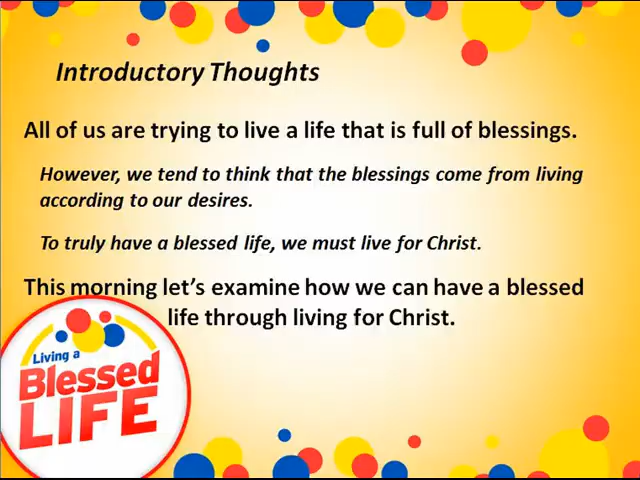 Introductory Thoughts
All of us are trying to live a life that is full of blessings.
However, we tend to think that the blessings come from living
according to our desires.
To truly have a blessed life, we must live for Christ.
This morning let’s examine how we can have a blessed
life through living for Christ.
Living a
Blessed
LIFE